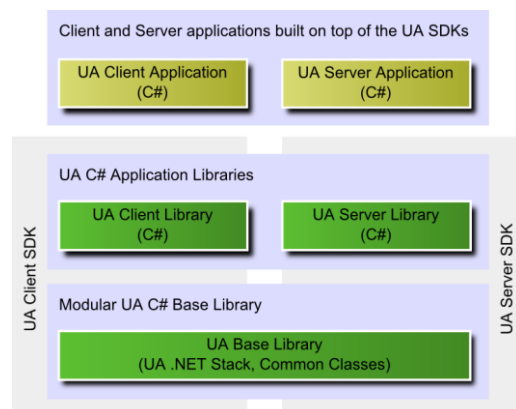 Client and Server applications built on top of the UA SDKs
UA Client Application
(C#)
UA Server Application
(C#)
UA C# Application Libraries
UA Client Library
(C#)
UA Server Library
(C#)
Modular UA C# Base Library
UA Base Library
(UA .NET Stack, Common Classes)
UA Client SDK
UA Server SDK